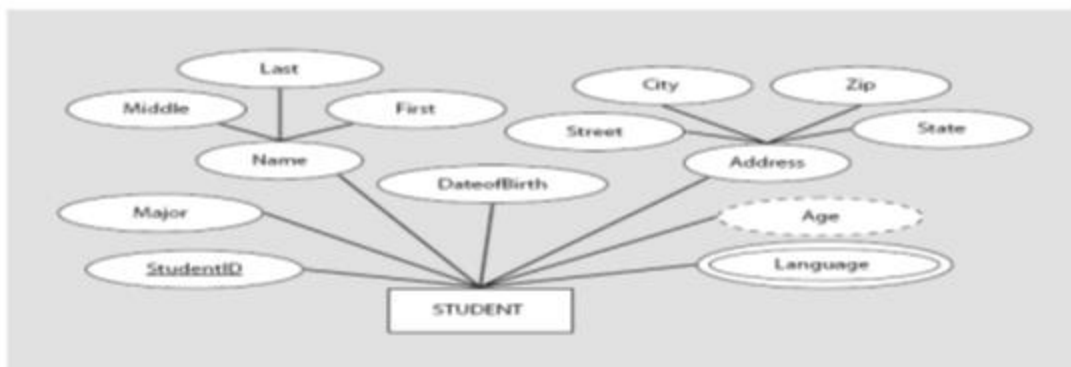 Last
City
Zip
Middle
First
Street
State
Name
Address
DateofBirth
Major
Age
StudentID
Language
STUDENT